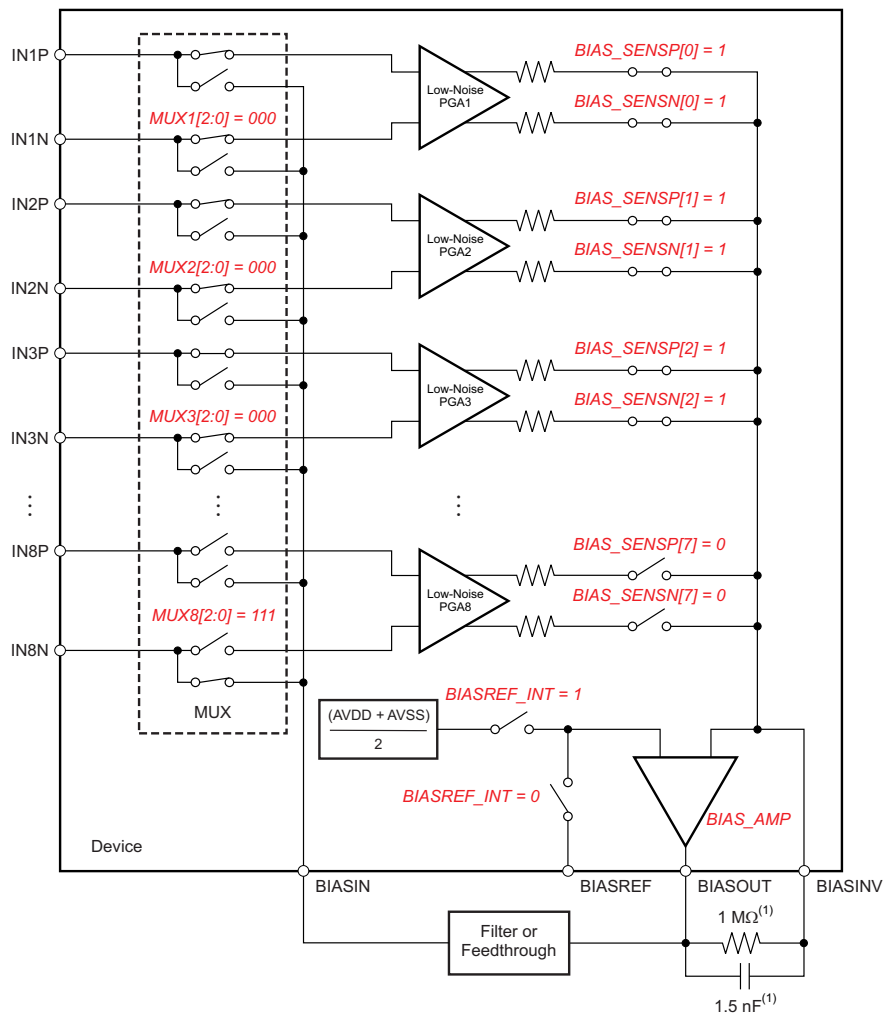 IN1P
BIAS_SENSP[0] = 1
Low-Noise
PGA1
BIAS_SENSN[0] = 1
MUX1[2:0] = 000
IN1N
IN2P
BIAS_SENSP[1] = 1
Low-Noise
PGA2
BIAS_SENSN[1] = 1
MUX2[2:0] = 000
IN2N
IN3P
BIAS_SENSP[2] = 1
Low-Noise
PGA3
BIAS_SENSN[2] = 1
MUX3[2:0] = 000
IN3N
IN8P
BIAS_SENSP[7] = 0
Low-Noise
PGA8
BIAS_SENSN[7] = 0
MUX8[2:0] = 111
IN8N
MUX
BIASREF_INT = 1
(AVDD + AVSS)
2
BIASREF_INT = 0
BIAS_AMP
Device
BIASIN
BIASREF
BIASOUT
BIASINV
Filter or
Feedthrough
1 MΩ(1)
1.5 nF(1)